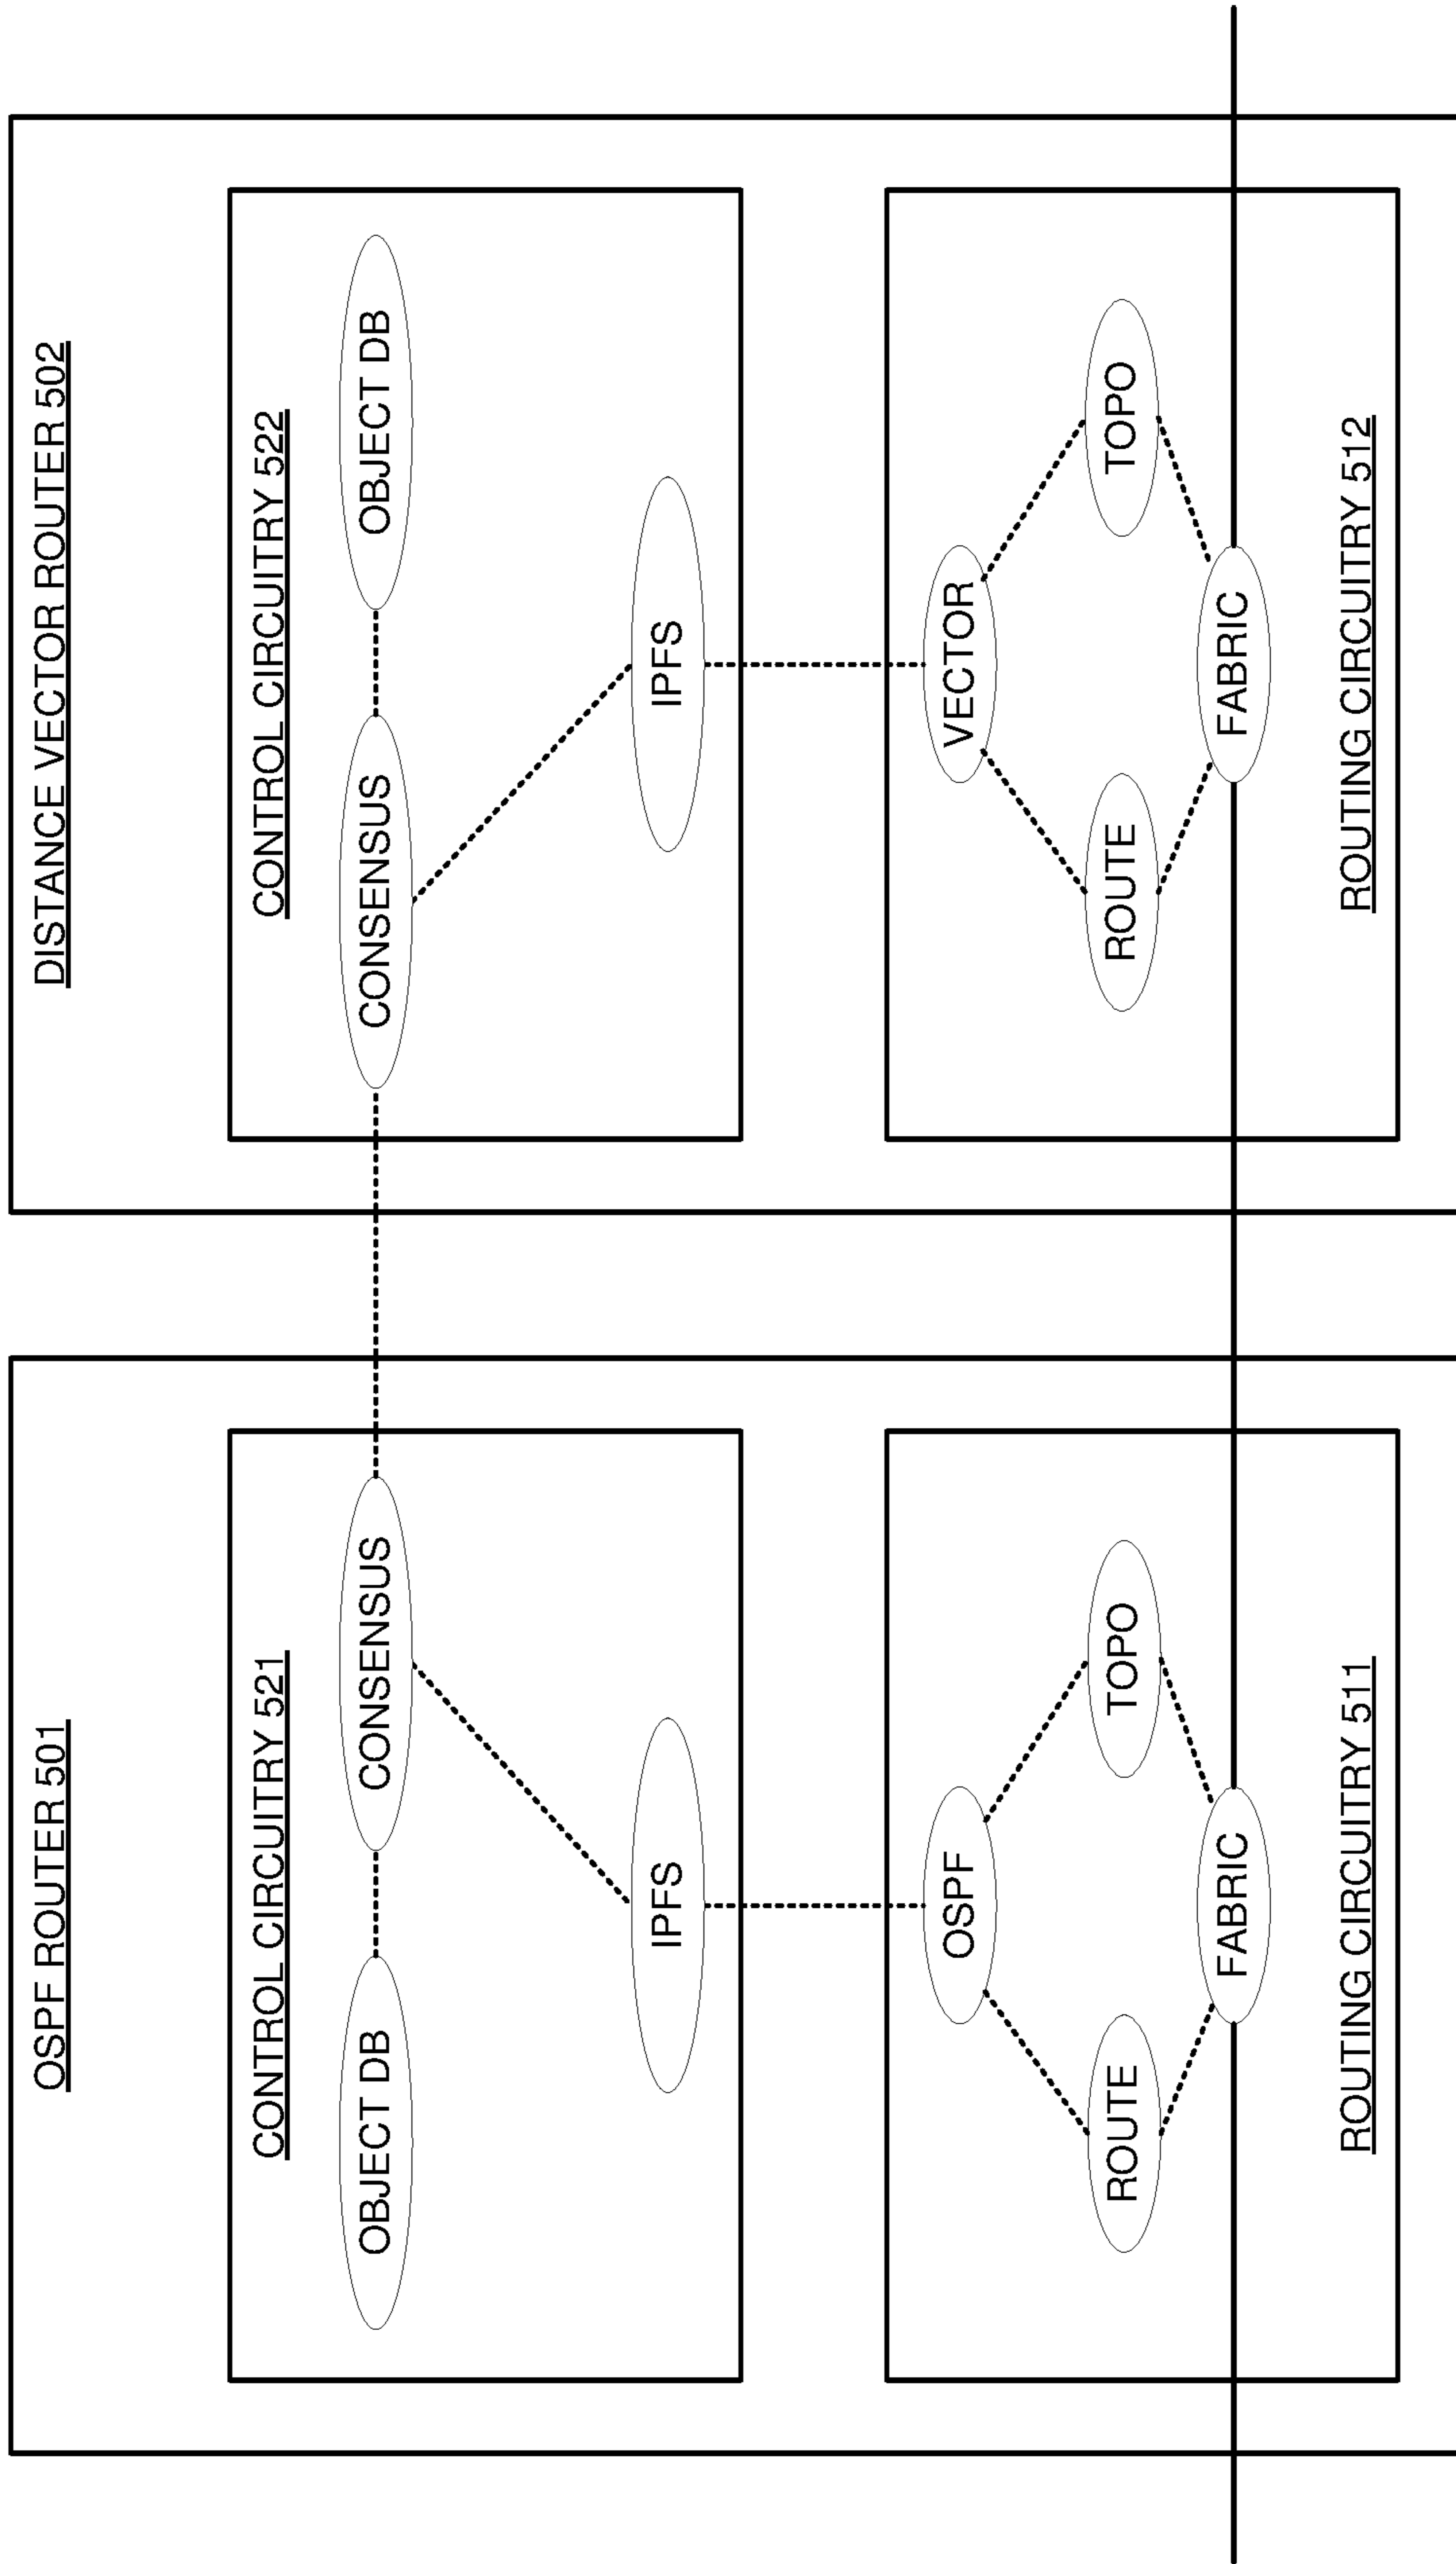 OSPF ROUTER 501
CONTROL CIRCUITRY 521
OBJECT DB
CONSENSUS
IPFS
OSPF
ROUTE
TOPO
FABRIC
ROUTING CIRCUITRY 511
DISTANCE VECTOR ROUTER 502
CONTROL CIRCUITRY 522
CONSENSUS
OBJECT DB
IPFS
VECTOR
ROUTE
TOPO
FABRIC
ROUTING CIRCUITRY 512